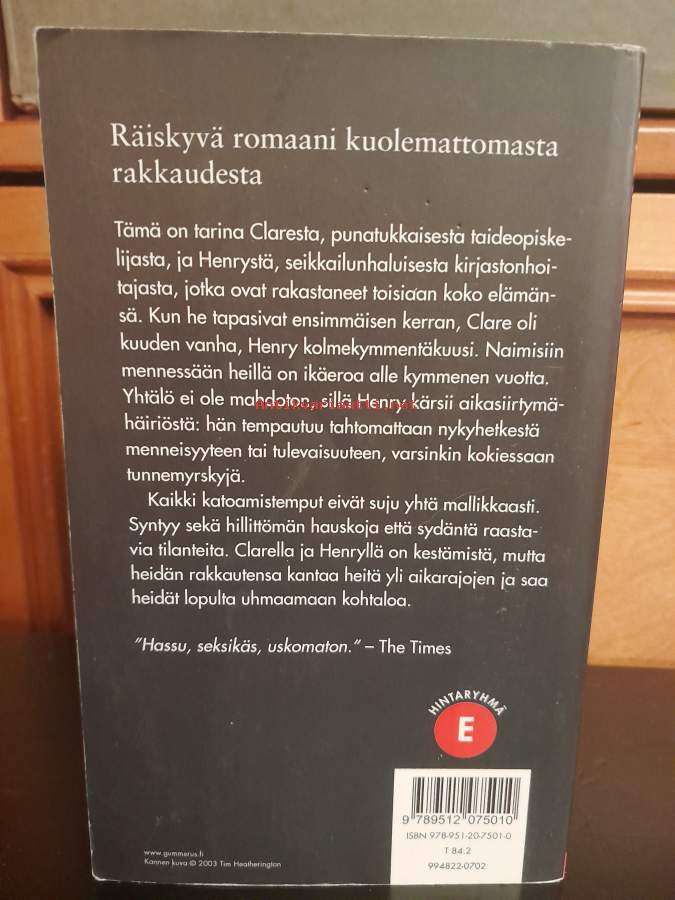 Räiskyvä romaani kuolemattomasta
rakkaudesta
Tämä on tarina Claresta, punatukkaisesta taideopiske-
lijasta, ja Henrystä, seikkailunhaluisesta kirjastonhoi-
tajasta, jotka ovat rakastaneet toisiaan koko elämän-
sä. Kun he tapasivat ensimmäisen kerran, Clare oli
kuuden vanha, Henry kolmekymmentäkuusi. Naimisiin
mennessään heillä on ikäeroa alle kymmenen vuotta.
Yhtälö ei ole mahdoton, sillä Henry kärsii aikasiirtymä-
häiriöstä: hän tempautuu tahtomattaan nykyhetkestä
menneisyyteen tai tulevaisuuteen, varsinkin kokiessaan
tunnemyrskyjä.
Kaikki katoamistemput eivät suju yhtä mallikkaasti.
Syntyy sekä hillittömän hauskoja että sydäntä raasta-
via tilanteita. Clarella ja Henryllä on kestämistä, mutta
heidän rakkautensa kantaa heitä yli aikarajojen ja saa
heidät lopulta uhmaamaan kohtaloa.
"Hassu, seksikäs, uskomaton." – The Times
HINTARYHMÄ
E
9 789512 075010
ISBN 978-951-20-7501-0
T 84.2
994822-0702
www.gummerus.fi
Kannen kuva © 2003 Tim Heatherington